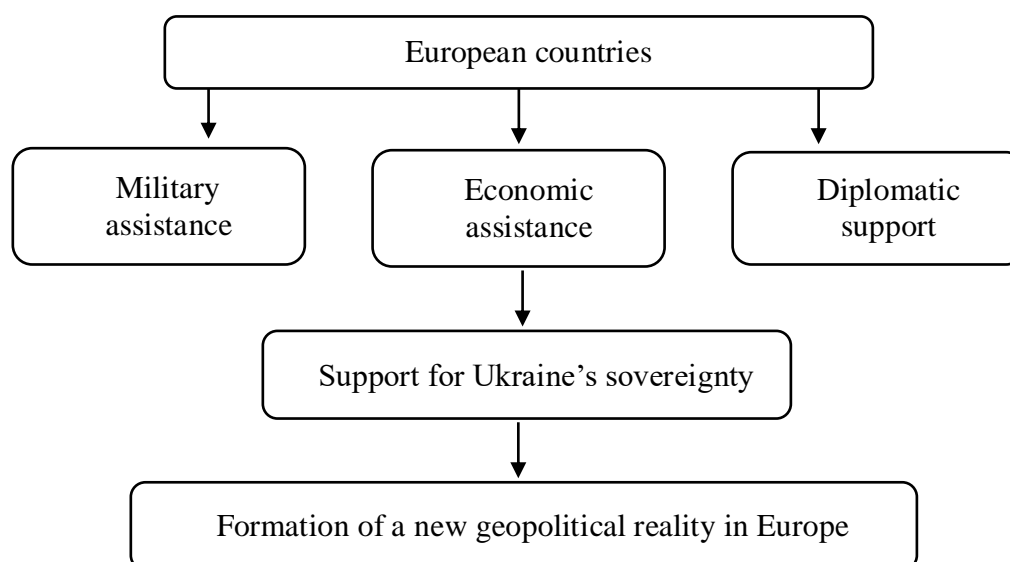 European countries
Military
assistance
Economic
assistance
Diplomatic
support
Support for Ukraine’s sovereignty
Formation of a new geopolitical reality in Europe